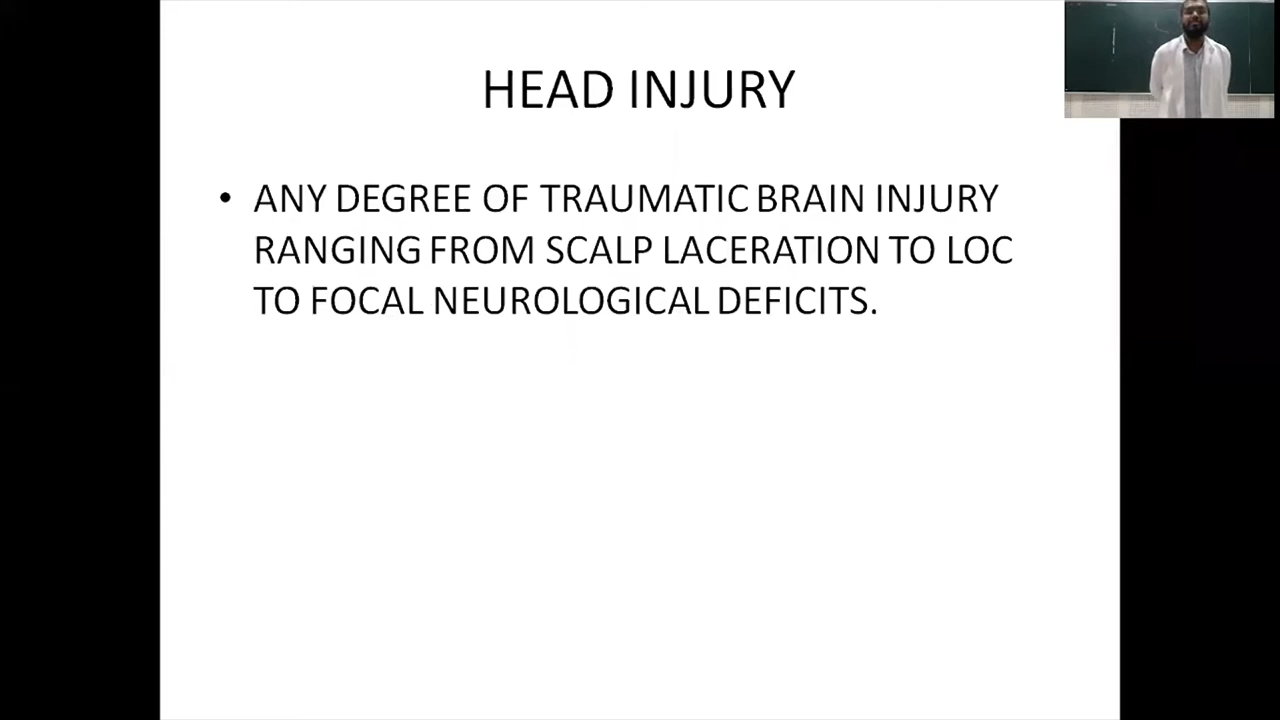 HEAD INJURY
• ANY DEGREE OF TRAUMATIC BRAIN INJURY
RANGING FROM SCALP LACERATION TO LOC
TO FOCAL NEUROLOGICAL DEFICITS.